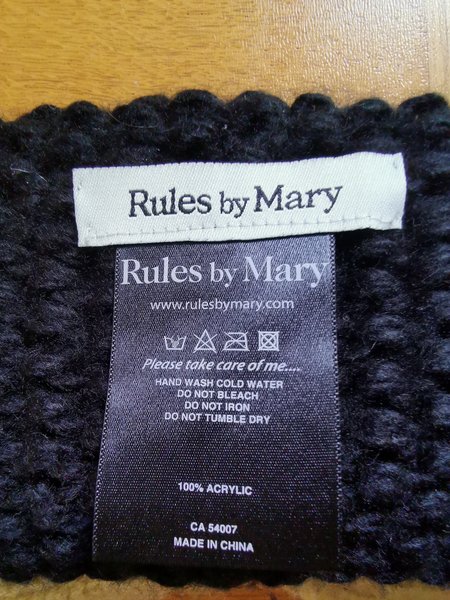 Rules by Mary
Rules by Mary
www.rulesbymary.com
Please take care of me....
HAND WASH COLD WATER
DO NOT BLEACH
DO NOT IRON
DO NOT TUMBLE DRY
100% ACRYLIC
CA 54007
MADE IN CHINA